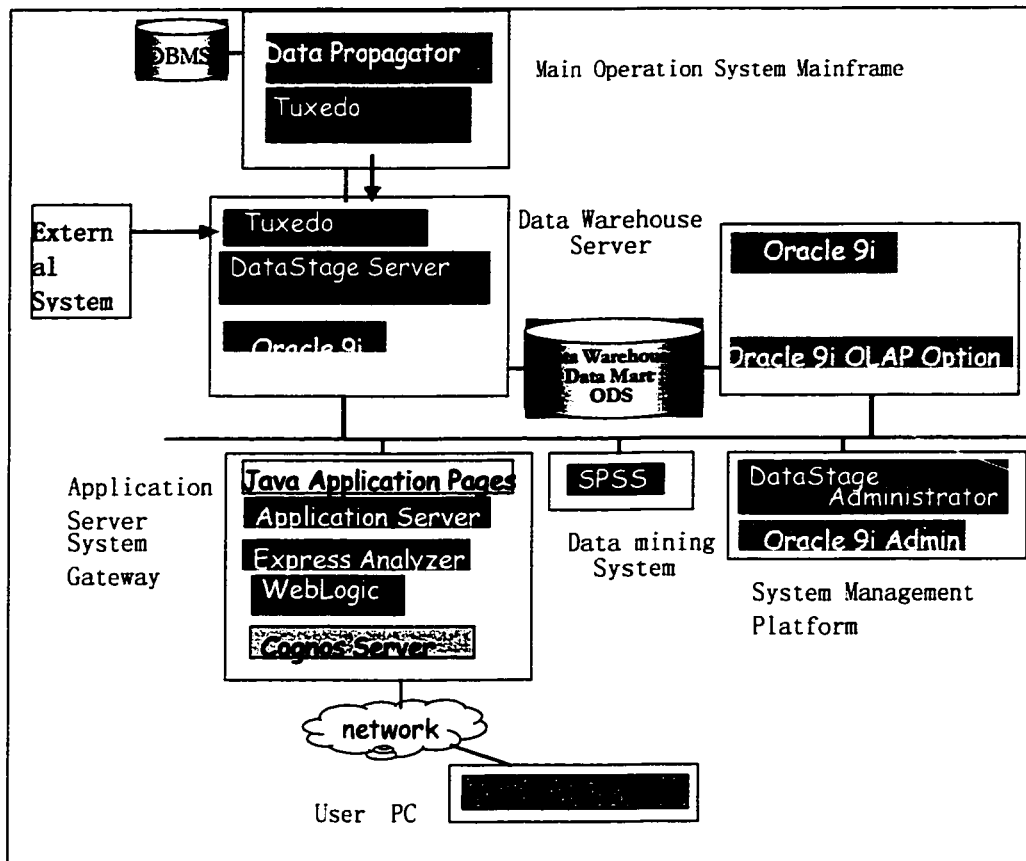 DBMS
Data Propagator
Tuxedo
Main Operation System Mainframe
Extern
al
System
Tuxedo
DataStage Server
Oracle 9i
Data Warehouse
Server
Oracle 9i
Oracle 9i OLAP Option
ta Warehou
Data Mart
ODS
Application
Server
System
Gateway
Java Application Pages
Application Server
Express Analyzer
WebLogic
Cognos Server
SPSS
Data mining
System
DataStage
Administrator
Oracle 9i Admin
System Management
Platform
network
User PC